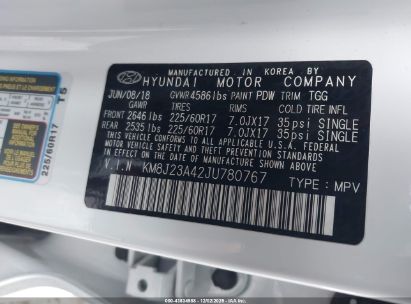 MANUFACTURED IN KOREA BY
HYUNDAI MOTOR COMPANY
JUN/08/18 GVWR 4586lbs PAINT PDW TRIM TGG
GAWR TIRES RIMS COLD TIRE INFL
FRONT 2646 lbs 225/60R17 7.0JX17 35psi SINGLE
REAR 2535 lbs 225/60R17 7.0JX17 35psi SINGLE
THIS VEHICLE CONFORMS TO ALL APPLICABLE
U.S.A. FEDERAL MOTOR VEHICLE SAFETY
STANDARDS IN EFFECT ON THE DATE OF
MANUFACTURE SHOWN ABOVE.
V.I.N KM8J23A42JU780767 TYPE : MPV
225/60R17 T5